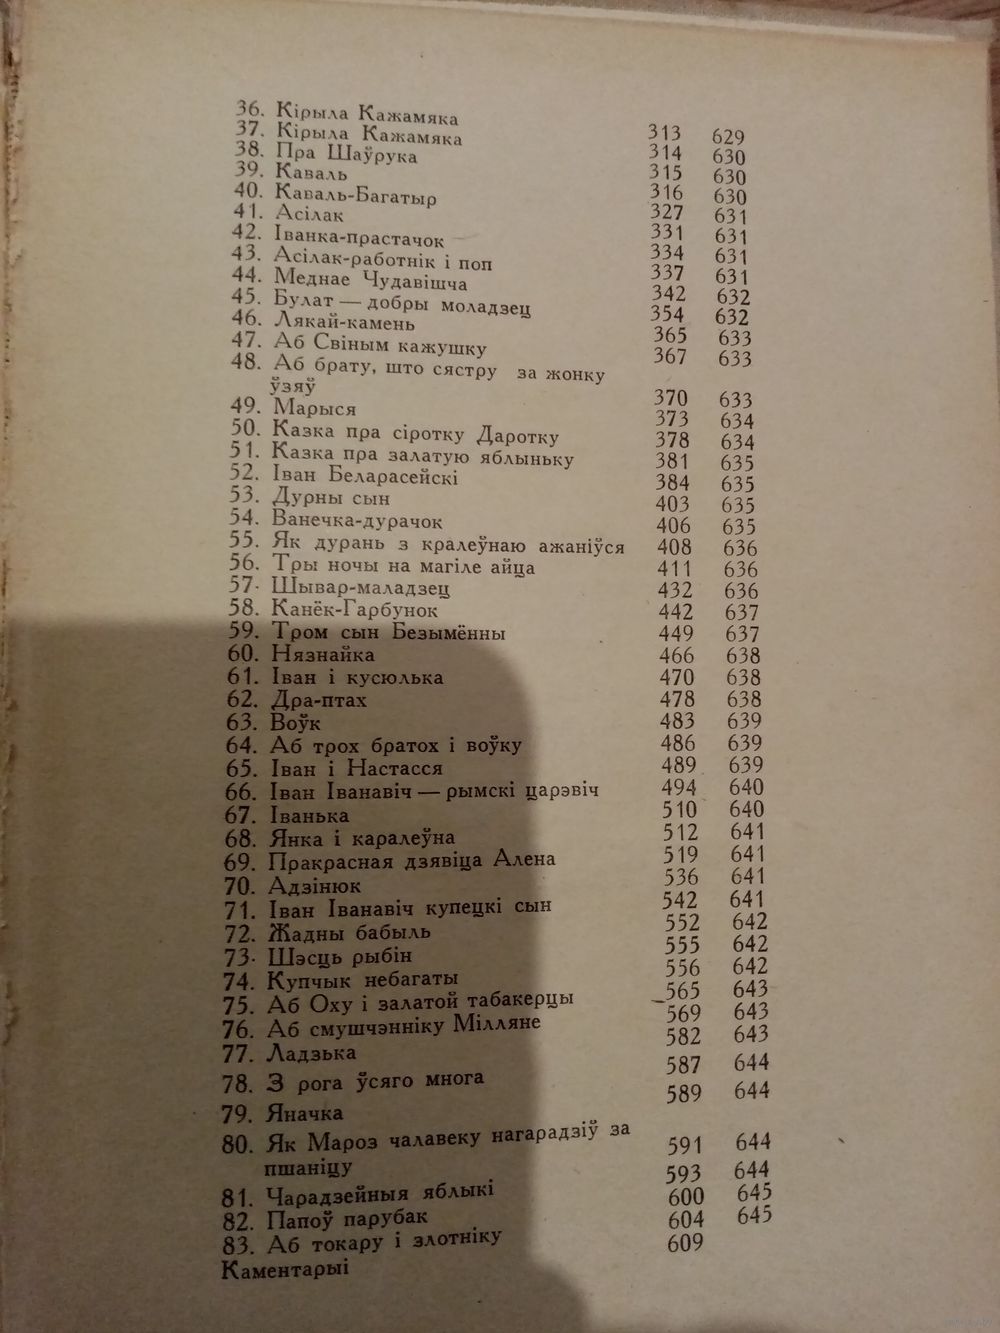 36. Кірыла Кажамяка 313 629
37. Кірыла Кажамяка 314 630
38. Пра Шаўрука 315 630
39. Каваль 316 630
40. Каваль-Багатыр 327 631
41. Асілак 331 631
42. Іванка-прастачок 334 631
43. Асілак-работнік і поп 337 631
44. Меднае Чудавішча 342 632
45. Булат — добры моладзец 354 632
46. Лякай-камень 365 633
47. Аб Свіным кажушку 367 633
48. Аб брату, што сястру за жонку
ўзяў 370 633
49. Марыся 373 634
50. Казка пра сіротку Даротку 378 634
51. Казка пра залатую яблыньку 381 635
52. Іван Беларасейскі 384 635
53. Дурны сын 403 635
54. Ванечка-дурачок 406 635
55. Як дурань з кралеўнаю ажаніўся 408 636
56. Тры ночы на магіле айца 411 636
57. Шывар-маладзец 432 636
58. Канёк-Гарбунок 442 637
59. Тром сын Безымённы 449 637
60. Нязнайка 466 638
61. Іван і кусюлька 470 638
62. Дра-птах 478 638
63. Воўк 483 639
64. Аб трох братох і воўку 486 639
65. Іван і Настасся 489 639
66. Іван Іванавіч — рымскі царэвіч 494 640
67. Іванька 510 640
68. Янка і каралеўна 512 641
69. Пракрасная дзявіца Алена 519 641
70. Адзінюк 536 641
71. Іван Іванавіч купецкі сын 542 641
72. Жадны бабыль 552 642
73. Шэсць рыбін 555 642
74. Купчык небагаты 556 642
75. Аб Оху і залатой табакерцы 565 643
76. Аб смушчэнніку Мілляне 569 643
77. Ладзька 582 643
78. З рога ўсяго многа 587 644
79. Яначка 589 644
80. Як Мароз чалавеку нагарадзіў за
пшаніцу 591 644
81. Чарадзейныя яблыкі 593 644
82. Папоў парубак 600 645
83. Аб токару і злотніку 604 645
Каментарыі 609